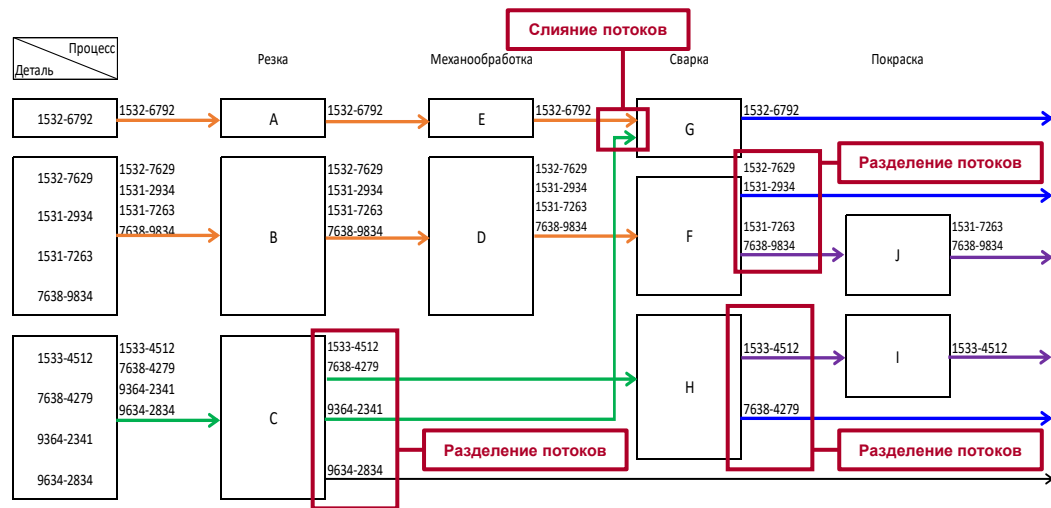 Слияние потоков
Процесс
Деталь
Резка
Механообработка
Сварка
Покраска
1532-6792
1532-6792
A
1532-6792
E
1532-6792
G
1532-6792
1532-7629
1531-2934
1531-7263
7638-9834
1532-7629
1531-2934
1531-7263
7638-9834
B
1532-7629
1531-2934
1531-7263
7638-9834
D
1532-7629
1531-2934
1531-7263
7638-9834
F
1532-7629
1531-2934
1531-7263
7638-9834
Разделение потоков
J
1531-7263
7638-9834
1533-4512
7638-4279
9364-2341
9634-2834
1533-4512
7638-4279
9364-2341
9634-2834
C
1533-4512
7638-4279
9364-2341
9634-2834
Разделение потоков
H
1533-4512
7638-4279
Разделение потоков
I
1533-4512